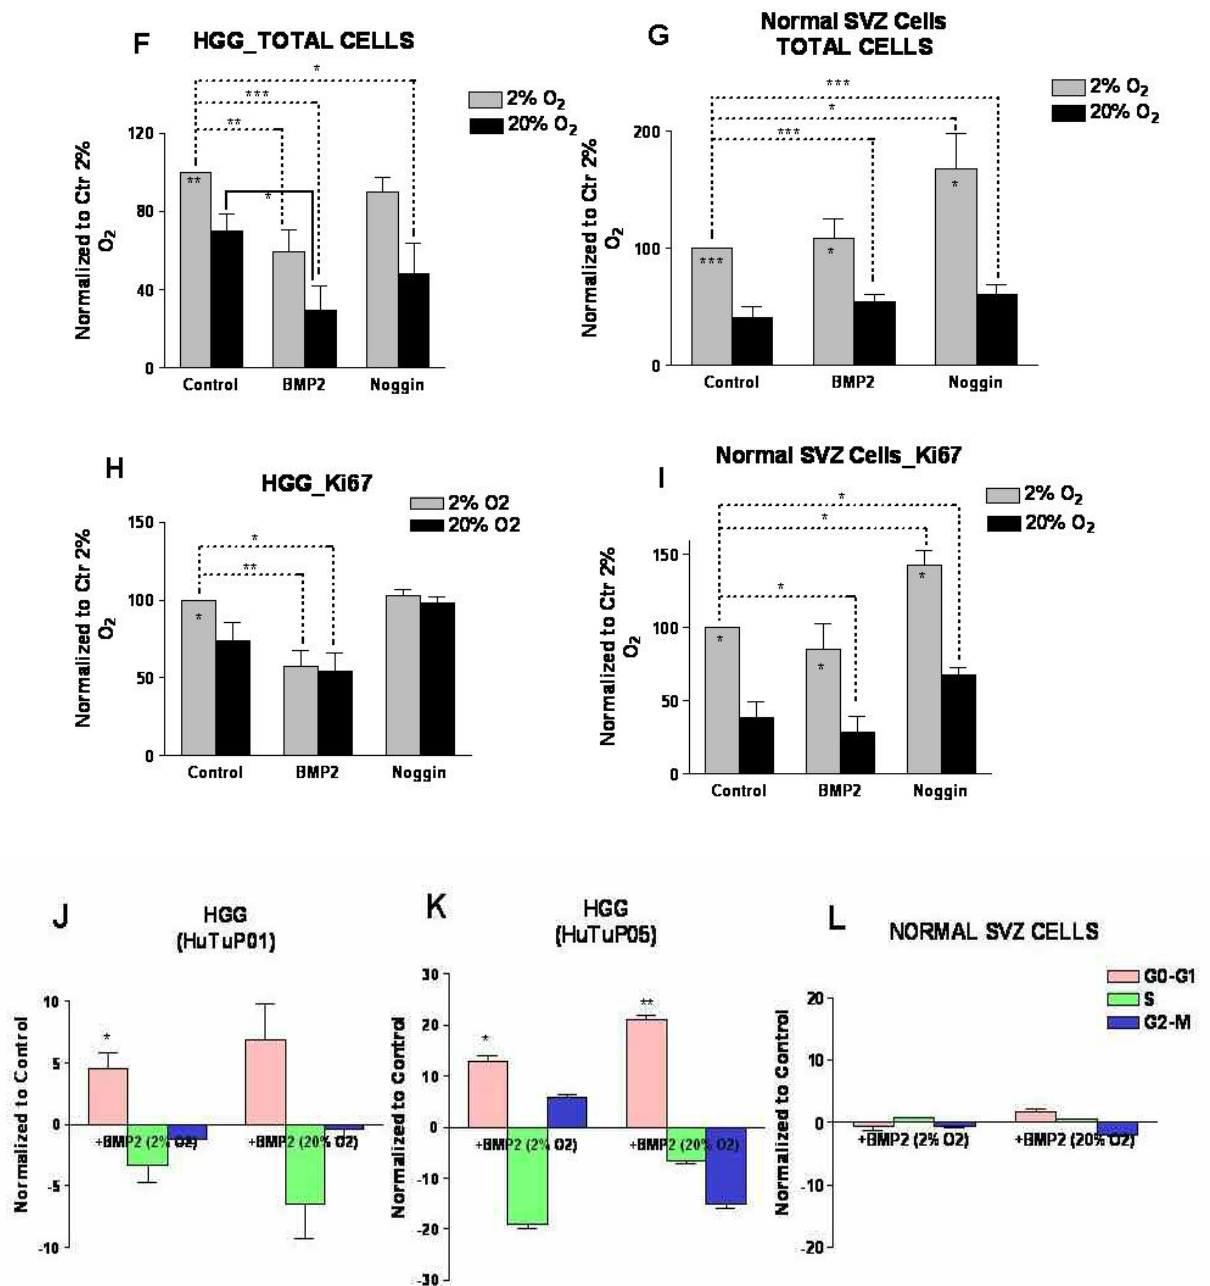 F
HGG_TOTAL CELLS
2% O2
20% O2
*
***
**
**
*
Normalized to Ctr 2%
O2
120
80
40
0
Control
BMP2
Noggin
G
Normal SVZ Cells
TOTAL CELLS
2% O2
20% O2
***
*
***
***
*
*
Normalized to Ctr 2%
O2
200
100
0
Control
BMP2
Noggin
H
HGG_Ki67
2% O2
20% O2
*
**
*
Normalized to Ctr 2%
O2
150
100
50
0
Control
BMP2
Noggin
I
Normal SVZ Cells_Ki67
2% O2
20% O2
*
*
*
*
*
*
Normalized to Ctr 2%
O2
150
100
50
0
Control
BMP2
Noggin
J
HGG
(HuTuP01)
Normalized to Control
10
5
0
-5
-10
*
+BMP2 (2% O2)
+BMP2 (20% O2)
K
HGG
(HuTuP05)
Normalized to Control
30
20
10
0
-10
-20
-30
*
**
+BMP2 (2% O2)
+BMP2 (20% O2)
L
NORMAL SVZ CELLS
G0-G1
S
G2-M
Normalized to Control
20
10
0
-10
-20
+BMP2 (2% O2)
+BMP2 (20% O2)